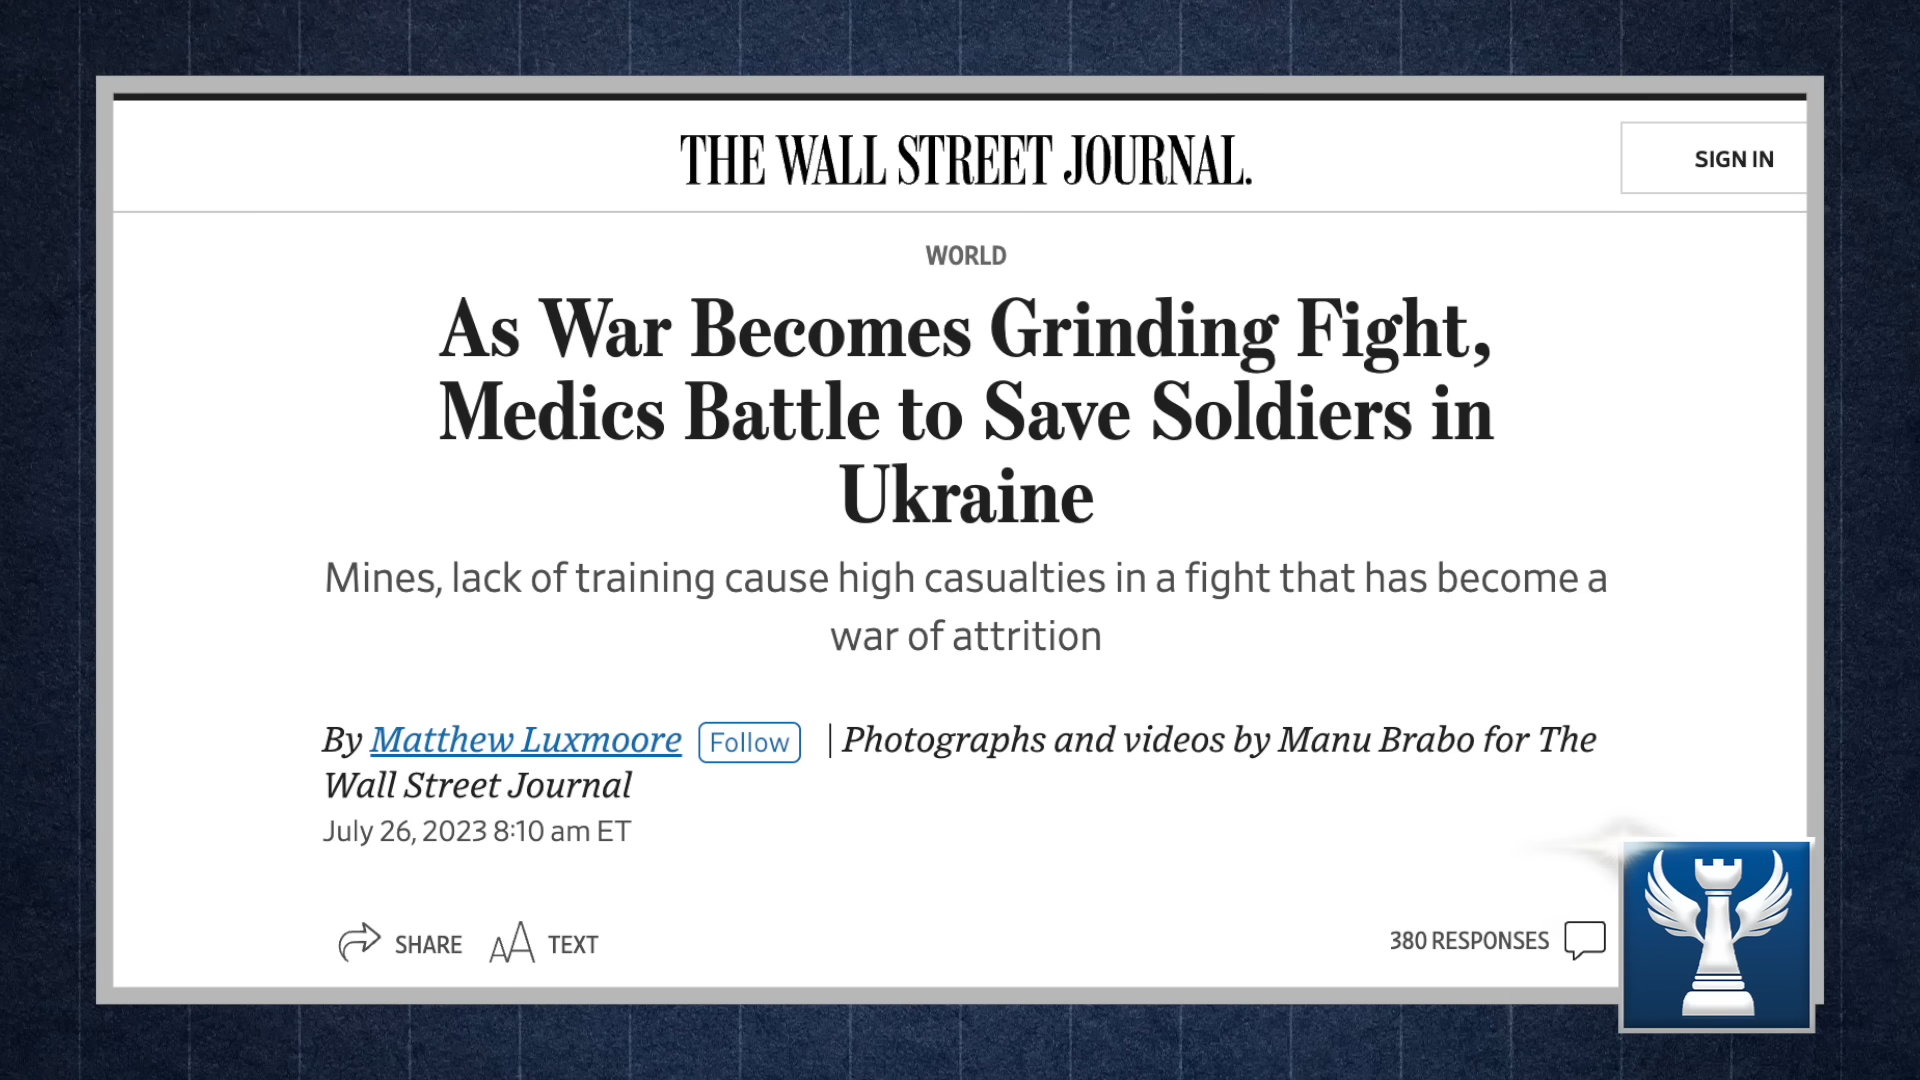 THE WALL STREET JOURNAL.
SIGN IN
WORLD
As War Becomes Grinding Fight,
Medics Battle to Save Soldiers in
Ukraine
Mines, lack of training cause high casualties in a fight that has become a
war of attrition
By Matthew Luxmoore Follow | Photographs and videos by Manu Brabo for The
Wall Street Journal
July 26, 2023 8:10 am ET
SHARE AA TEXT
380 RESPONSES